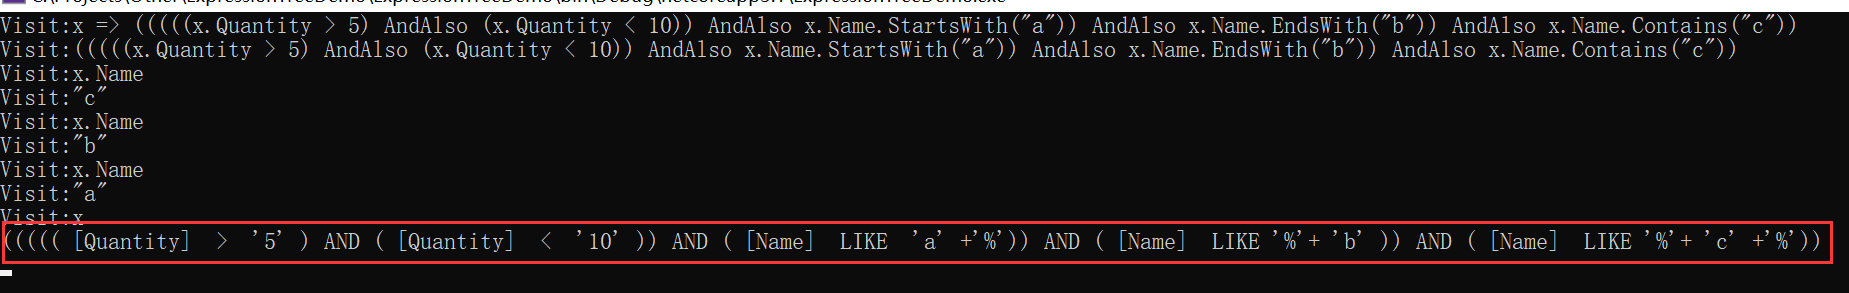 Visit:x => (((((x.Quantity > 5) AndAlso (x.Quantity < 10)) AndAlso x.Name.StartsWith("a")) AndAlso x.Name.EndsWith("b")) AndAlso x.Name.Contains("c"))
Visit:(((((x.Quantity > 5) AndAlso (x.Quantity < 10)) AndAlso x.Name.StartsWith("a")) AndAlso x.Name.EndsWith("b")) AndAlso x.Name.Contains("c"))
Visit:x.Name
Visit:"c"
Visit:x.Name
Visit:"b"
Visit:x.Name
Visit:"a"
Visit:x
((((( [Quantity]  >  '5' ) AND ( [Quantity]  <  '10' )) AND ( [Name]  LIKE  'a' +'%')) AND ( [Name]  LIKE '%'+ 'b' )) AND ( [Name]  LIKE '%'+ 'c' +'%'))